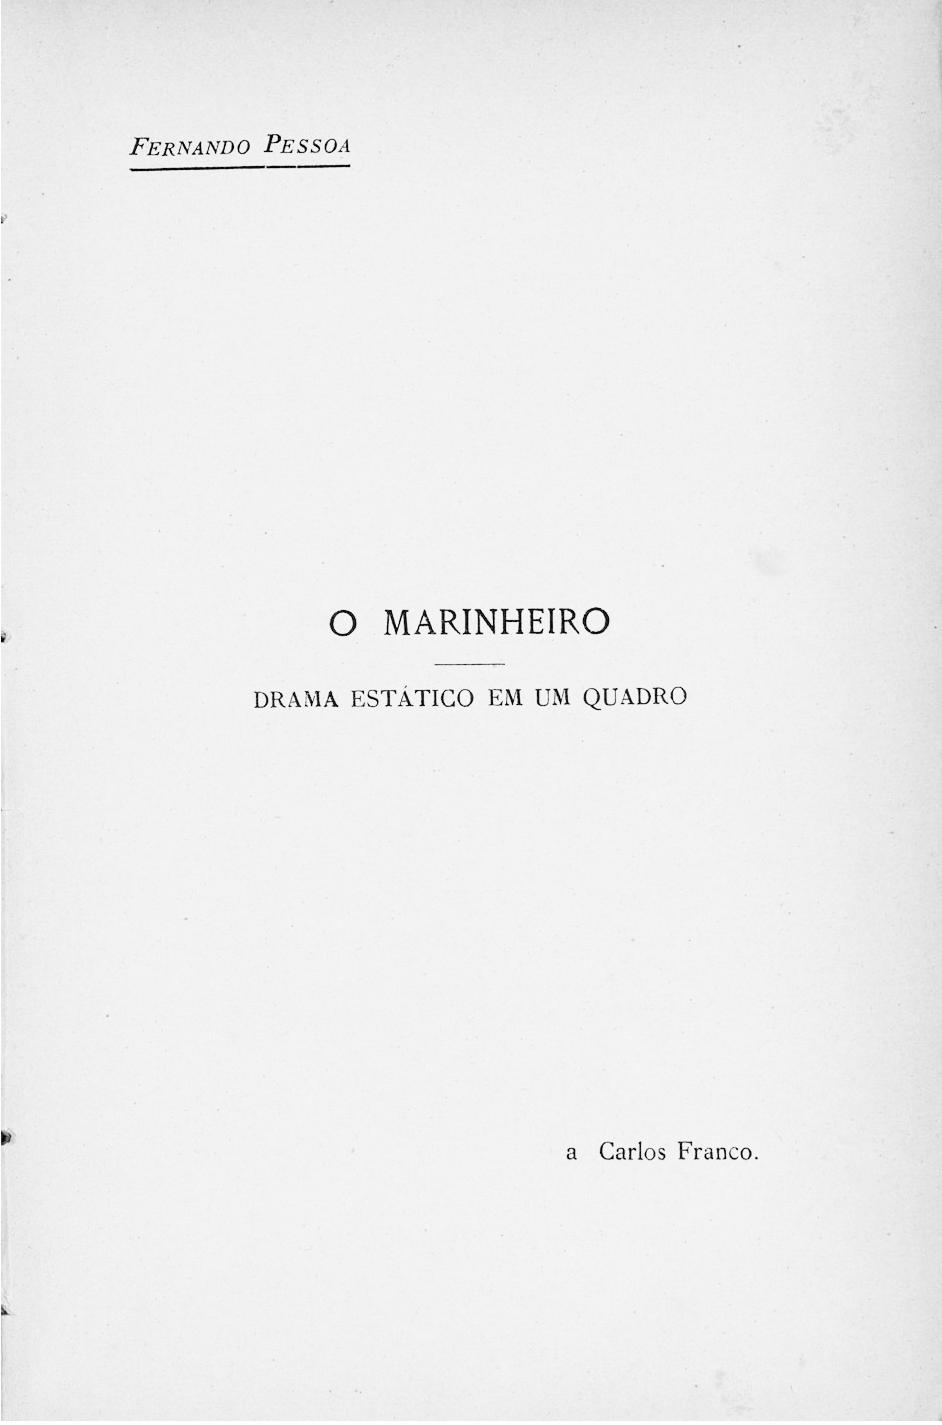 FERNANDO PESSOA
O MARINHEIRO
DRAMA ESTÁTICO EM UM QUADRO
a Carlos Franco.